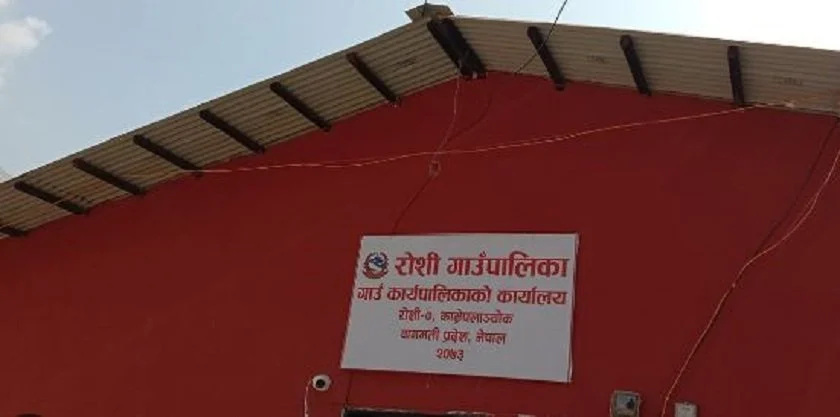 रोशी गाउँपालिका
गाउँ कार्यपालिकाको कार्यालय
रोशी-७, काभ्रेपलाञ्चोक
वागमती प्रदेश, नेपाल
२०७३